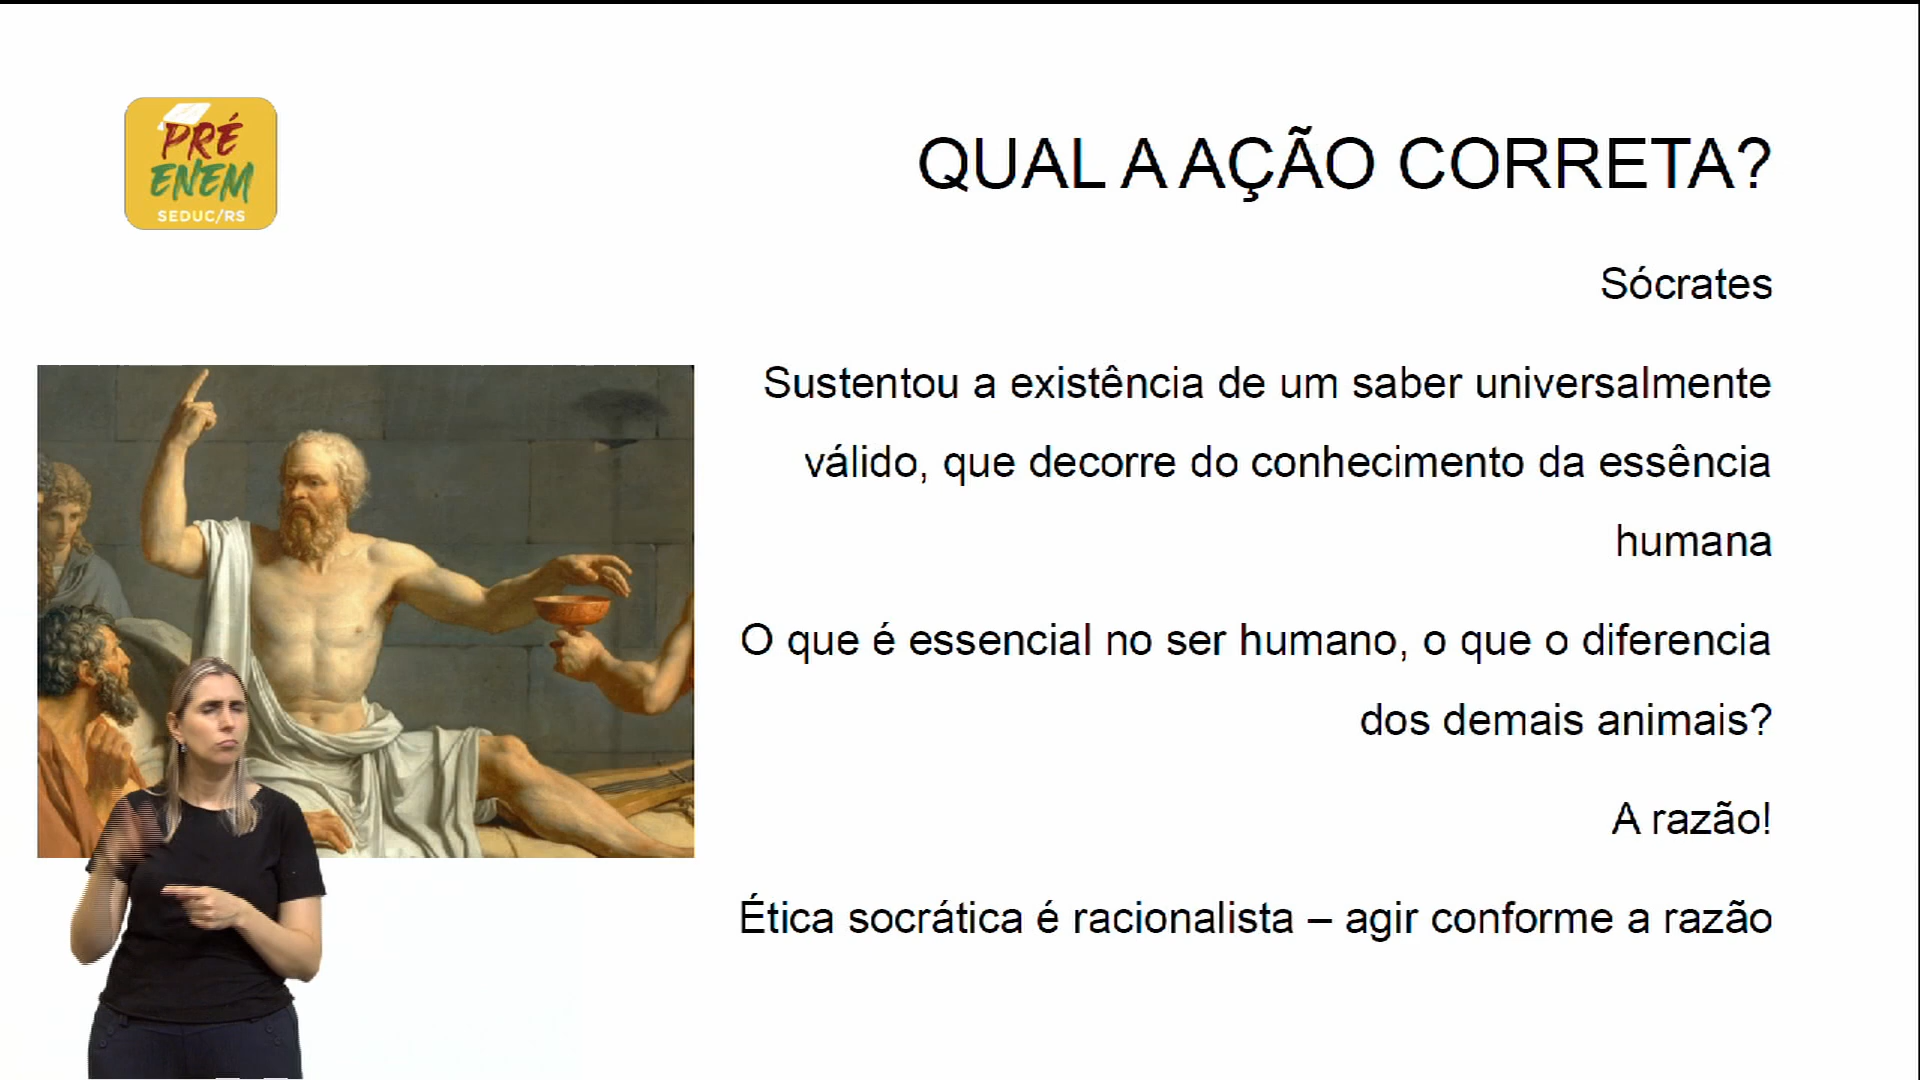 PRÉ
ENEM
SEDUC/RS
QUAL A AÇÃO CORRETA?
Sócrates
Sustentou a existência de um saber universalmente
válido, que decorre do conhecimento da essência
humana
O que é essencial no ser humano, o que o diferencia
dos demais animais?
A razão!
Ética socrática é racionalista – agir conforme a razão